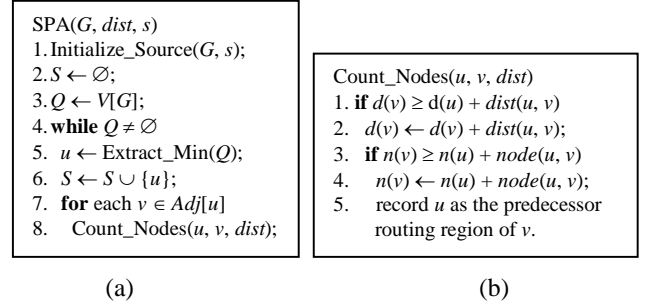 SPA(G, dist, s)
1. Initialize_Source(G, s);
2. S ← ∅;
3. Q ← V[G];
4. while Q ≠ ∅
5. u ← Extract_Min(Q);
6. S ← S ∪ {u};
7. for each v ∈ Adj[u]
8. Count_Nodes(u, v, dist);
(a)
Count_Nodes(u, v, dist)
1. if d(v) ≥ d(u) + dist(u, v)
2. d(v) ← d(v) + dist(u, v);
3. if n(v) ≥ n(u) + node(u, v)
4. n(v) ← n(u) + node(u, v);
5. record u as the predecessor
routing region of v.
(b)